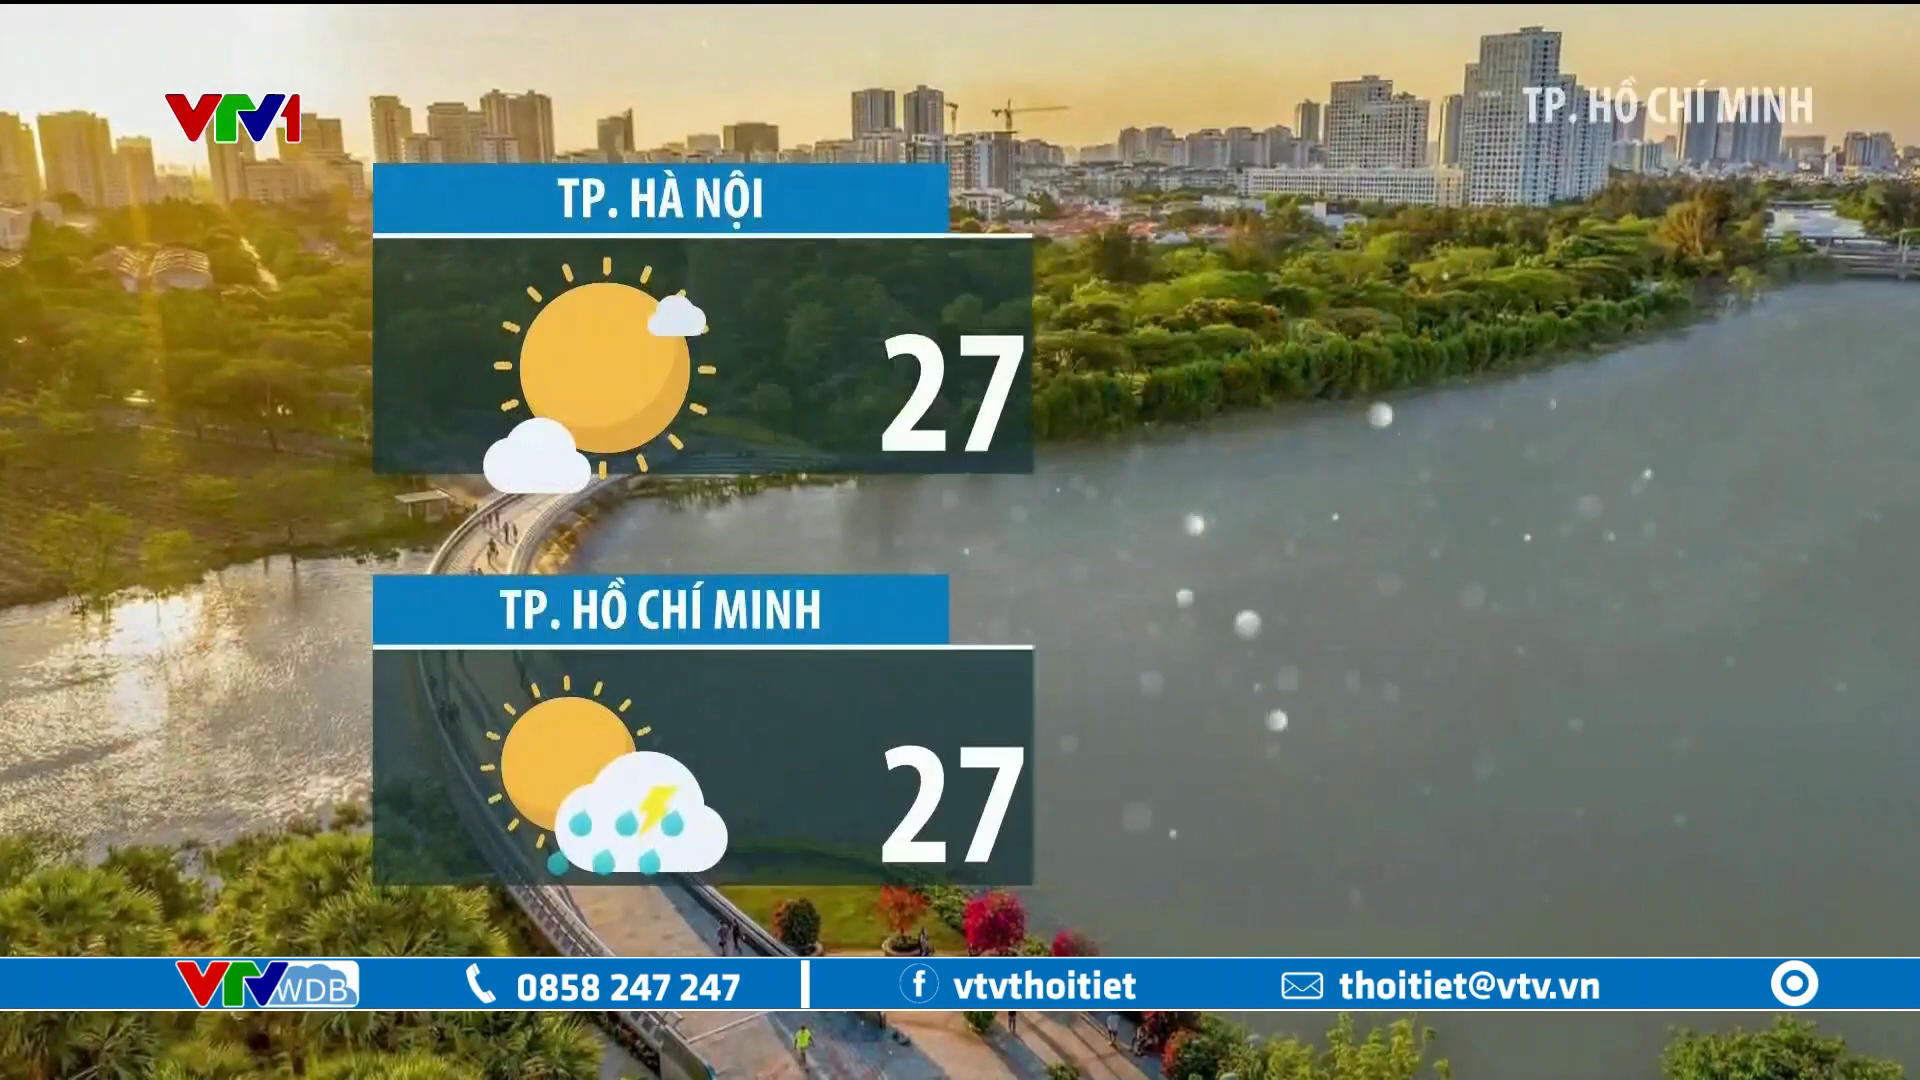 VTV1
TP. HỒ CHÍ MINH
TP. HÀ NỘI
27
TP. HỒ CHÍ MINH
27
VTV WDB
0858 247 247
vtvthoitiet
thoitiet@vtv.vn